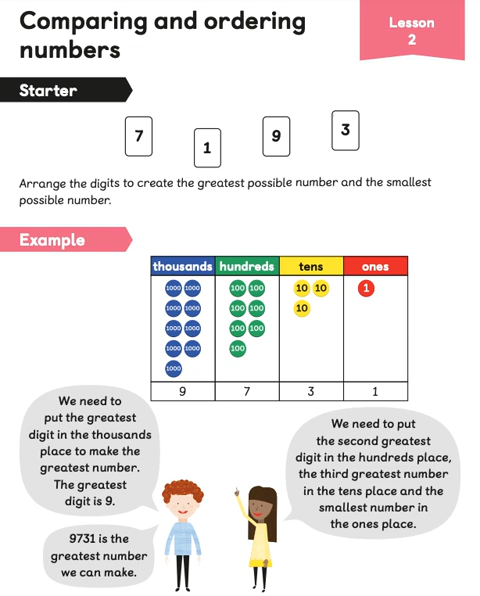 Comparing and ordering
numbers
Lesson
2
Starter
7
1
9
3
Arrange the digits to create the greatest possible number and the smallest
possible number.
Example
thousands hundreds tens ones
1000 1000 100 100 10 10 1
1000 1000 100 100 10
1000 1000 100 100
1000 1000 100
1000
9 7 3 1
We need to
put the greatest
digit in the thousands
place to make the
greatest number.
The greatest
digit is 9.
9731 is the
greatest number
we can make.
We need to put
the second greatest
digit in the hundreds place,
the third greatest number
in the tens place and the
smallest number in
the ones place.